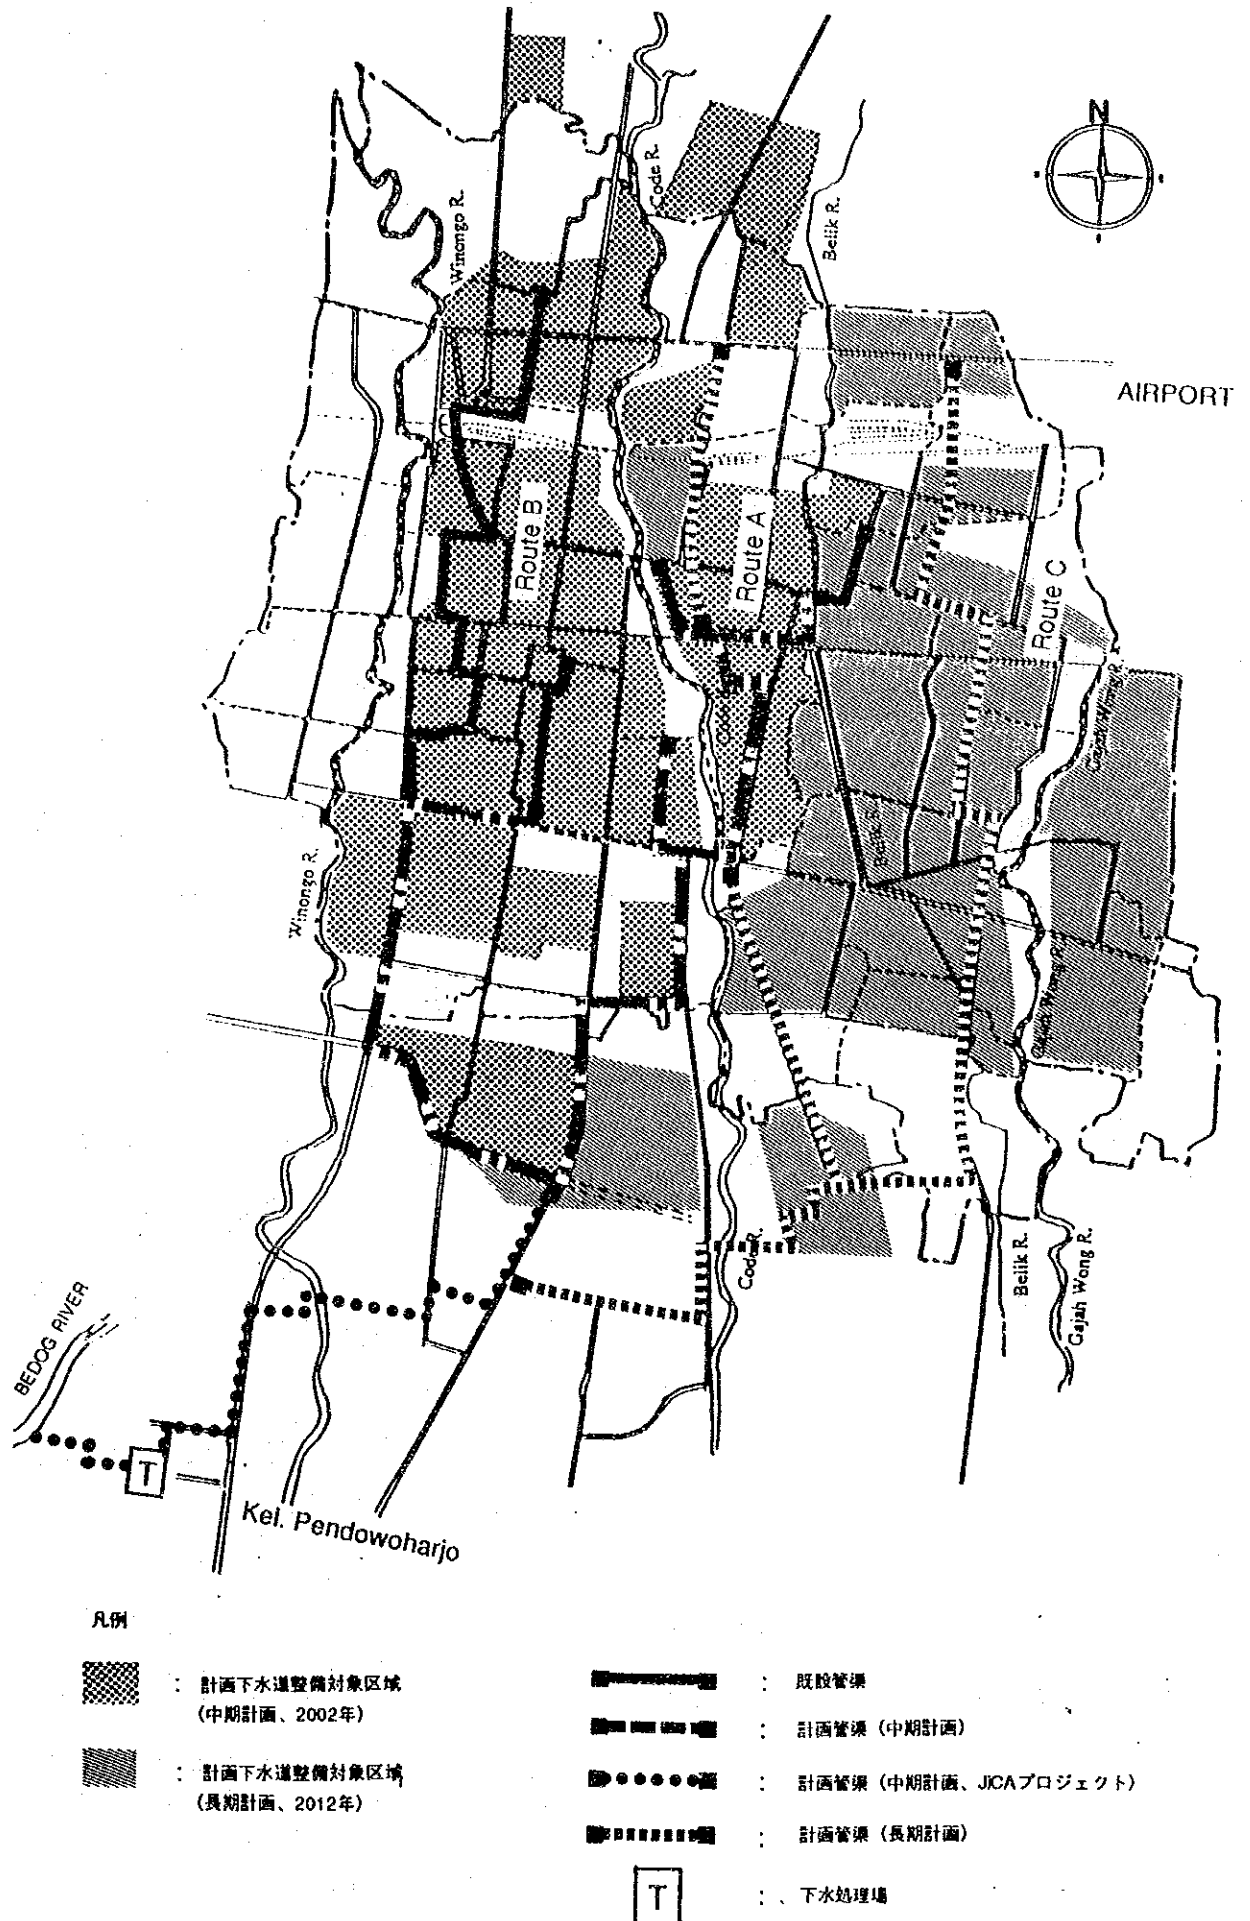 N
Code R.
Winongo R.
Belik R.
AIRPORT
Route B
Route A
Route C
Winongo R.
Belik R.
Gajah Wong R.
Code R.
Belik R.
Gajah Wong R.
BEDOG RIVER
T
Kel. Pendowoharjo
凡例
: 計画下水道整備対象区域
(中期計画、2002年)
: 計画下水道整備対象区域
(長期計画、2012年)
: 既設管渠
: 計画管渠 (中期計画)
: 計画管渠 (中期計画、JICAプロジェクト)
: 計画管渠 (長期計画)
T : 、下水処理場